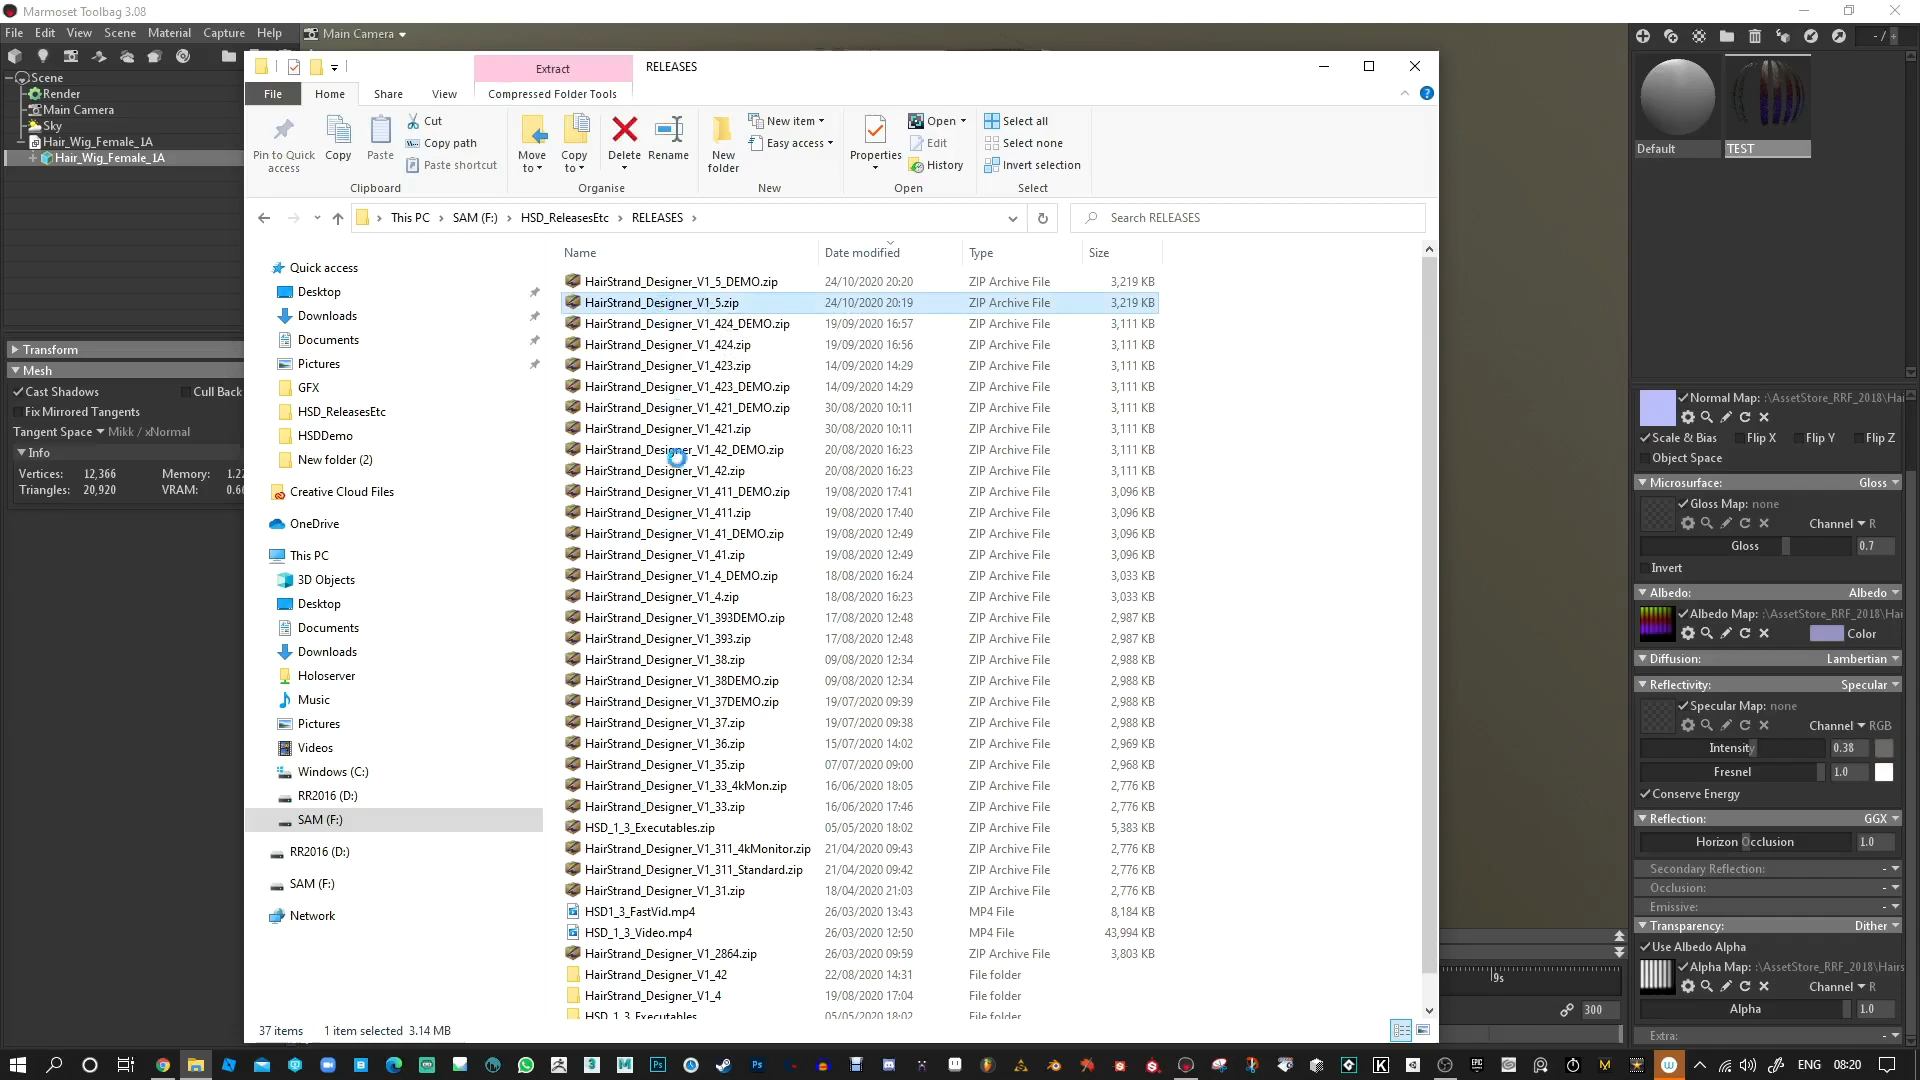 Marmoset Toolbag 3.08
File Edit View Scene Material Capture Help
Main Camera
Scene
Render
Main Camera
Sky
Hair_Wig_Female_1A
Hair_Wig_Female_1A
Transform
Mesh
Cast Shadows Cull Back
Fix Mirrored Tangents
Tangent Space Mikk / xNormal
Info
Vertices: 12,366 Memory: 1.22
Triangles: 20,920 VRAM: 0.6
Extract RELEASES
File Home Share View Compressed Folder Tools
Pin to Quick access
Copy
Paste
Cut
Copy path
Paste shortcut
Clipboard
Move to
Copy to
Delete
Rename
Organise
New folder
New item
Easy access
New
Properties
Open
Edit
History
Open
Select all
Select none
Invert selection
Select
This PC SAM (F:) HSD_ReleasesEtc RELEASES
Search RELEASES
Quick access
Desktop
Downloads
Documents
Pictures
GFX
HSD_ReleasesEtc
HSDDemo
New folder (2)
Creative Cloud Files
OneDrive
This PC
3D Objects
Desktop
Documents
Downloads
Holoserver
Music
Pictures
Videos
Windows (C:)
RR2016 (D:)
SAM (F:)
RR2016 (D:)
SAM (F:)
Network
Name Date modified Type Size
HairStrand_Designer_V1_5_DEMO.zip 24/10/2020 20:20 ZIP Archive File 3,219 KB
HairStrand_Designer_V1_5.zip 24/10/2020 20:19 ZIP Archive File 3,219 KB
HairStrand_Designer_V1_424_DEMO.zip 19/09/2020 16:57 ZIP Archive File 3,111 KB
HairStrand_Designer_V1_424.zip 19/09/2020 16:56 ZIP Archive File 3,111 KB
HairStrand_Designer_V1_423.zip 14/09/2020 14:29 ZIP Archive File 3,111 KB
HairStrand_Designer_V1_423_DEMO.zip 14/09/2020 14:29 ZIP Archive File 3,111 KB
HairStrand_Designer_V1_421_DEMO.zip 30/08/2020 10:11 ZIP Archive File 3,111 KB
HairStrand_Designer_V1_421.zip 30/08/2020 10:11 ZIP Archive File 3,111 KB
HairStrand_Designer_V1_42_DEMO.zip 20/08/2020 16:23 ZIP Archive File 3,111 KB
HairStrand_Designer_V1_42.zip 20/08/2020 16:23 ZIP Archive File 3,111 KB
HairStrand_Designer_V1_411_DEMO.zip 19/08/2020 17:41 ZIP Archive File 3,096 KB
HairStrand_Designer_V1_411.zip 19/08/2020 17:40 ZIP Archive File 3,096 KB
HairStrand_Designer_V1_41_DEMO.zip 19/08/2020 12:49 ZIP Archive File 3,096 KB
HairStrand_Designer_V1_41.zip 19/08/2020 12:49 ZIP Archive File 3,096 KB
HairStrand_Designer_V1_4_DEMO.zip 18/08/2020 16:24 ZIP Archive File 3,033 KB
HairStrand_Designer_V1_4.zip 18/08/2020 16:23 ZIP Archive File 3,033 KB
HairStrand_Designer_V1_393DEMO.zip 17/08/2020 12:48 ZIP Archive File 2,987 KB
HairStrand_Designer_V1_393.zip 17/08/2020 12:48 ZIP Archive File 2,987 KB
HairStrand_Designer_V1_38.zip 09/08/2020 12:34 ZIP Archive File 2,988 KB
HairStrand_Designer_V1_38DEMO.zip 09/08/2020 12:34 ZIP Archive File 2,988 KB
HairStrand_Designer_V1_37DEMO.zip 19/07/2020 09:39 ZIP Archive File 2,988 KB
HairStrand_Designer_V1_37.zip 19/07/2020 09:38 ZIP Archive File 2,988 KB
HairStrand_Designer_V1_36.zip 15/07/2020 14:02 ZIP Archive File 2,969 KB
HairStrand_Designer_V1_35.zip 07/07/2020 09:00 ZIP Archive File 2,968 KB
HairStrand_Designer_V1_33_4kMon.zip 16/06/2020 18:05 ZIP Archive File 2,776 KB
HairStrand_Designer_V1_33.zip 16/06/2020 17:46 ZIP Archive File 2,776 KB
HSD_1_3_Executables.zip 05/05/2020 18:02 ZIP Archive File 5,383 KB
HairStrand_Designer_V1_311_4kMonitor.zip 21/04/2020 09:43 ZIP Archive File 2,776 KB
HairStrand_Designer_V1_311_Standard.zip 21/04/2020 09:42 ZIP Archive File 2,776 KB
HairStrand_Designer_V1_31.zip 18/04/2020 21:03 ZIP Archive File 2,776 KB
HSD1_3_FastVid.mp4 26/03/2020 13:43 MP4 File 8,184 KB
HSD_1_3_Video.mp4 26/03/2020 12:50 MP4 File 43,994 KB
HairStrand_Designer_V1_2864.zip 26/03/2020 09:59 ZIP Archive File 3,803 KB
HairStrand_Designer_V1_42 22/08/2020 14:31 File folder
HairStrand_Designer_V1_4 19/08/2020 17:04 File folder
HSD_1_3_Executables 05/05/2020 18:02 File folder
37 items 1 item selected 3.14 MB
- /
Default TEST
Normal Map: :\AssetStore_RRF_2018\Hai
Scale & Bias Flip X Flip Y Flip Z
Object Space
Microsurface: Gloss
Gloss Map: none
Channel R
Gloss 0.7
Invert
Albedo: Albedo
Albedo Map: :\AssetStore_RRF_2018\Hai
Color
Diffusion: Lambertian
Reflectivity: Specular
Specular Map: none
Channel RGB
Intensity 0.38
Fresnel 1.0
Conserve Energy
Reflection: GGX
Horizon Occlusion 1.0
Secondary Reflection: -
Occlusion: -
Emissive: -
Transparency: Dither
Use Albedo Alpha
Alpha Map: :\AssetStore_RRF_2018\Hairs
Channel R
Alpha 1.0
Extra: -
9s
300
ENG 08:20